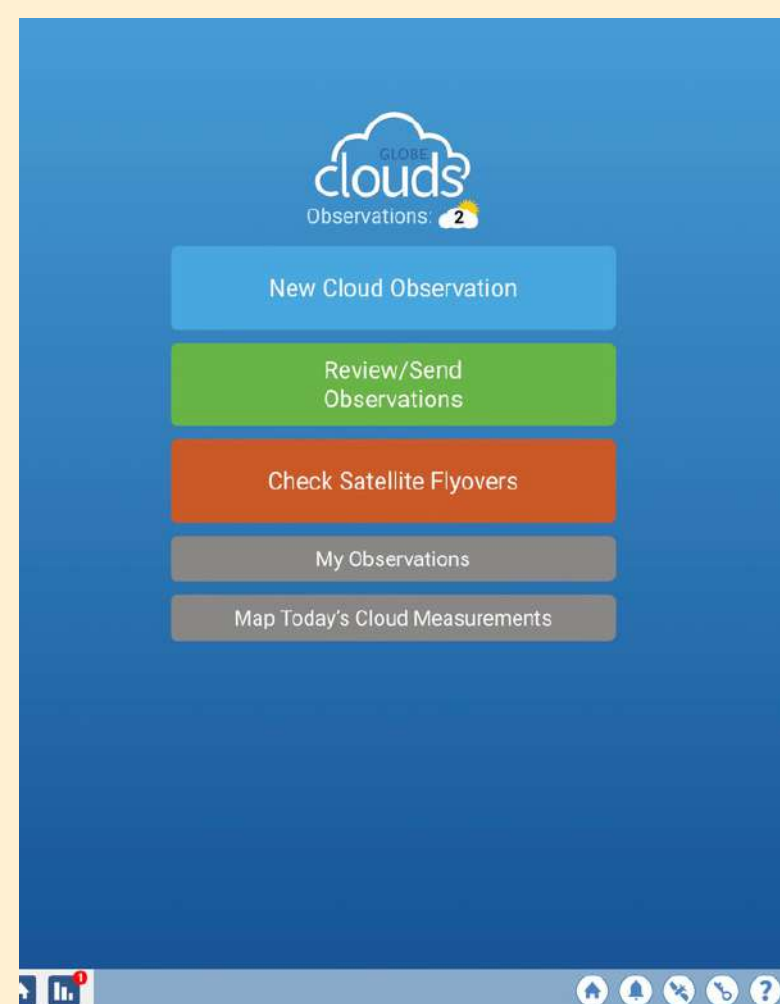 GLOBE
clouds
Observations: 2
New Cloud Observation
Review/Send
Observations
Check Satellite Flyovers
My Observations
Map Today's Cloud Measurements
1
?